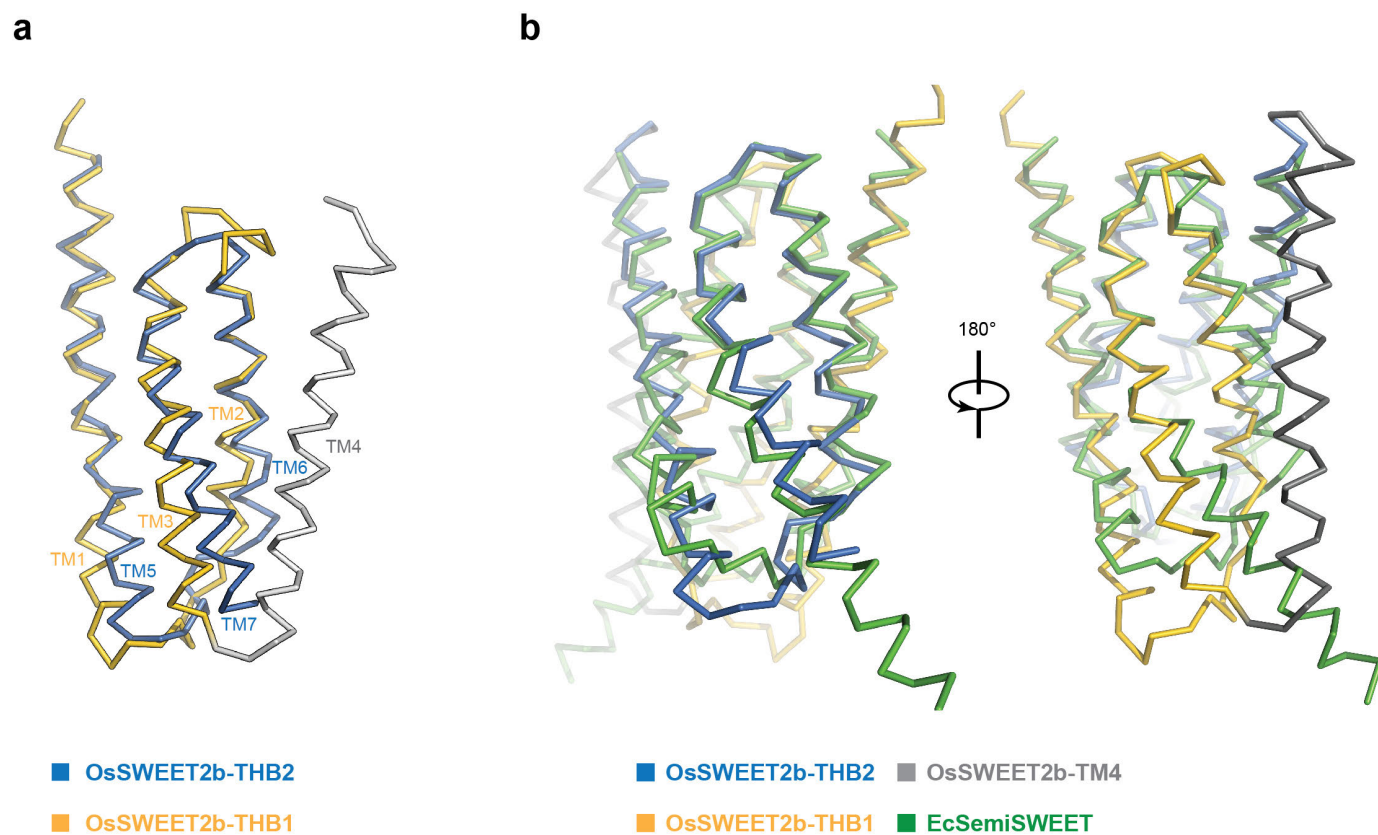 a
b
180°
TM2
TM4
TM6
TM3
TM1
TM5
TM7
OsSWEET2b-THB2
OsSWEET2b-THB1
OsSWEET2b-THB2 OsSWEET2b-TM4
OsSWEET2b-THB1 EcSemiSWEET